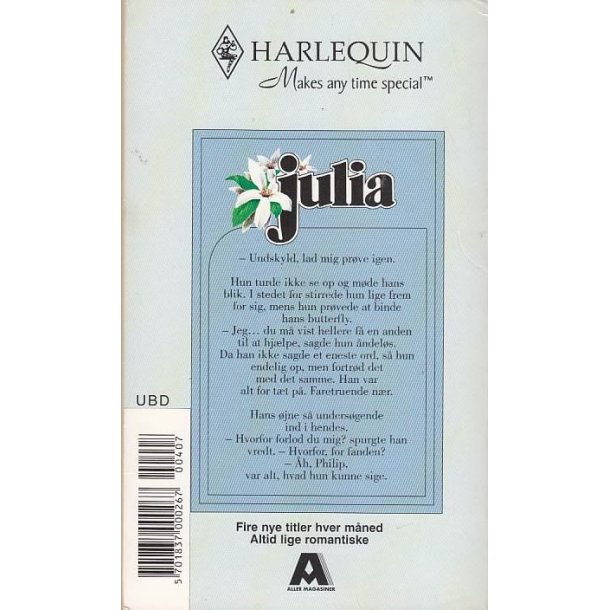 HARLEQUIN
Makes any time special™
julia
– Undskyld, lad mig prøve igen.
Hun turde ikke se op og møde hans
blik. I stedet for stirrede hun lige frem
for sig, mens hun prøvede at binde
hans butterfly.
– Jeg... du må vist hellere få en anden
til at hjælpe, sagde hun åndeløs.
Da han ikke sagde et eneste ord, så hun
endelig op, men fortrød det
med det samme. Han var
alt for tæt på. Faretruende nær.
Hans øjne så undersøgende
ind i hendes.
– Hvorfor forlod du mig? spurgte han
vredt. – Hvorfor, for fanden?
– Åh, Philip,
var alt, hvad hun kunne sige.
UBD
00407
5 701837 000267
Fire nye titler hver måned
Altid lige romantiske
A
ALLER MAGASINER